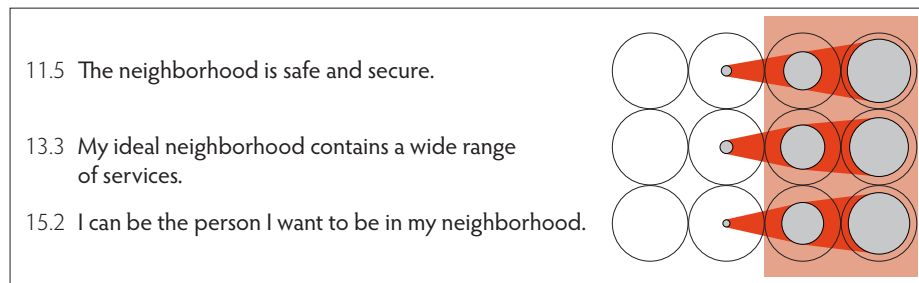 11.5 The neighborhood is safe and secure.
13.3 My ideal neighborhood contains a wide range
of services.
15.2 I can be the person I want to be in my neighborhood.